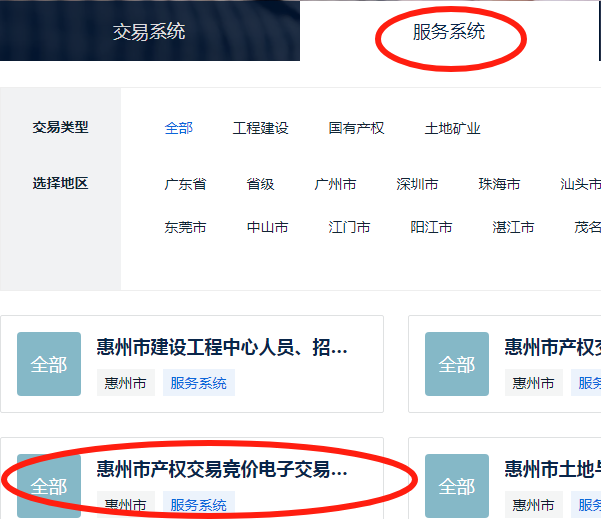 交易系统 服务系统
交易类型 全部 工程建设 国有产权 土地矿业
选择地区 广东省 省级 广州市 深圳市 珠海市 汕头市
东莞市 中山市 江门市 阳江市 湛江市 茂名
全部 惠州市建设工程中心人员、招...
惠州市 服务系统
全部 惠州市产权交
惠州市 服务
全部 惠州市产权交易竞价电子交易...
惠州市 服务系统
全部 惠州市土地与
惠州市 服务